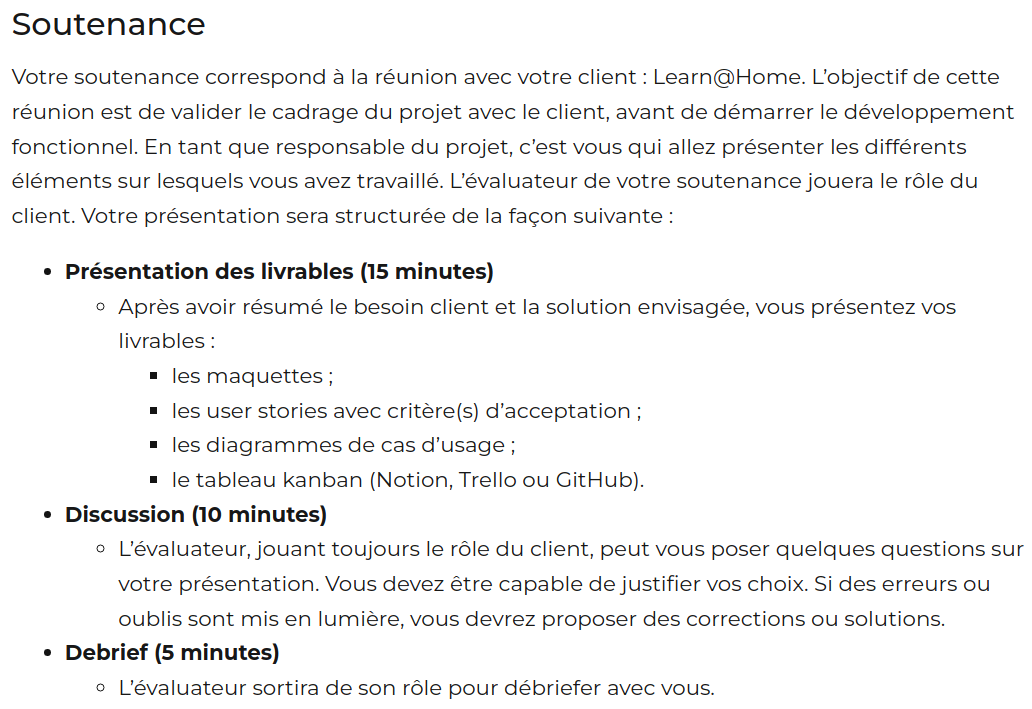 Soutenance
Votre soutenance correspond à la réunion avec votre client : Learn@Home. L’objectif de cette
réunion est de valider le cadrage du projet avec le client, avant de démarrer le développement
fonctionnel. En tant que responsable du projet, c’est vous qui allez présenter les différents
éléments sur lesquels vous avez travaillé. L’évaluateur de votre soutenance jouera le rôle du
client. Votre présentation sera structurée de la façon suivante :
• Présentation des livrables (15 minutes)
◦ Après avoir résumé le besoin client et la solution envisagée, vous présentez vos
livrables :
▪ les maquettes ;
▪ les user stories avec critère(s) d’acceptation ;
▪ les diagrammes de cas d’usage ;
▪ le tableau kanban (Notion, Trello ou GitHub).
• Discussion (10 minutes)
◦ L’évaluateur, jouant toujours le rôle du client, peut vous poser quelques questions sur
votre présentation. Vous devez être capable de justifier vos choix. Si des erreurs ou
oublis sont mis en lumière, vous devrez proposer des corrections ou solutions.
• Debrief (5 minutes)
◦ L’évaluateur sortira de son rôle pour débriefer avec vous.